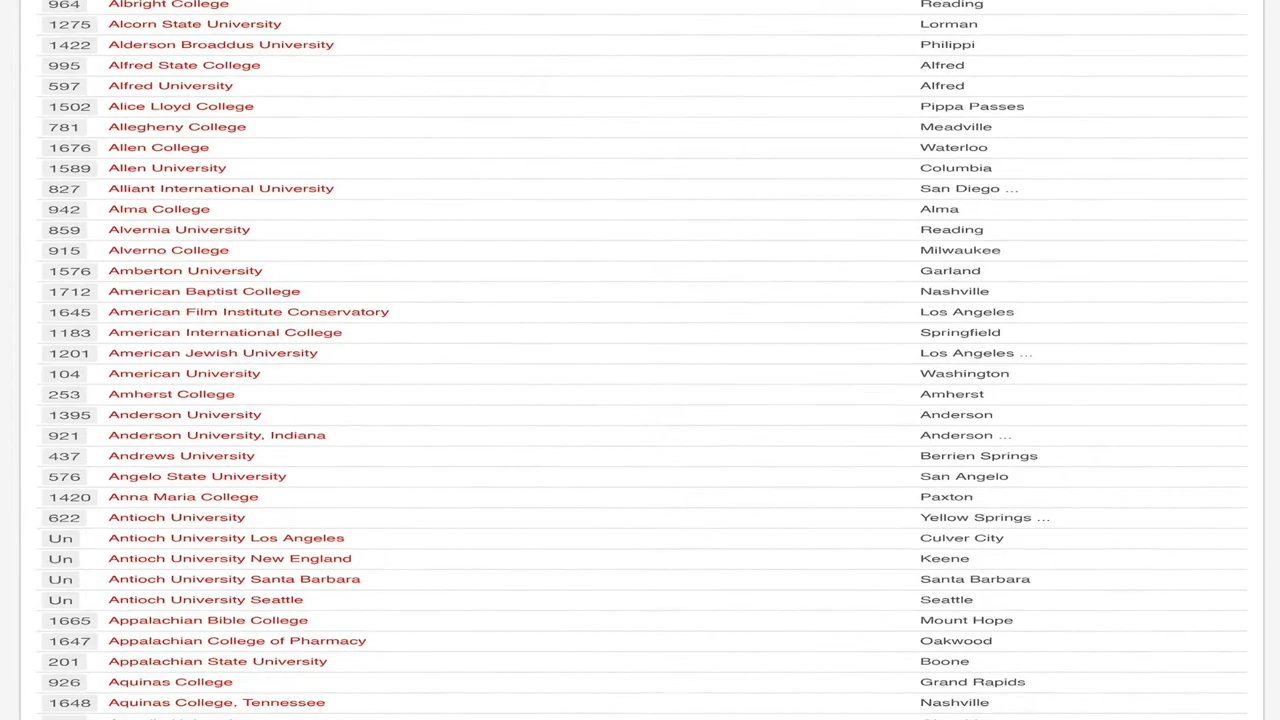 964 Albright College Reading
1275 Alcorn State University Lorman
1422 Alderson Broaddus University Philippi
995 Alfred State College Alfred
597 Alfred University Alfred
1502 Alice Lloyd College Pippa Passes
781 Allegheny College Meadville
1676 Allen College Waterloo
1589 Allen University Columbia
827 Alliant International University San Diego ...
942 Alma College Alma
859 Alvernia University Reading
915 Alverno College Milwaukee
1576 Amberton University Garland
1712 American Baptist College Nashville
1645 American Film Institute Conservatory Los Angeles
1183 American International College Springfield
1201 American Jewish University Los Angeles ...
104 American University Washington
253 Amherst College Amherst
1395 Anderson University Anderson
921 Anderson University, Indiana Anderson ...
437 Andrews University Berrien Springs
576 Angelo State University San Angelo
1420 Anna Maria College Paxton
622 Antioch University Yellow Springs ...
Un Antioch University Los Angeles Culver City
Un Antioch University New England Keene
Un Antioch University Santa Barbara Santa Barbara
Un Antioch University Seattle Seattle
1665 Appalachian Bible College Mount Hope
1647 Appalachian College of Pharmacy Oakwood
201 Appalachian State University Boone
926 Aquinas College Grand Rapids
1648 Aquinas College, Tennessee Nashville